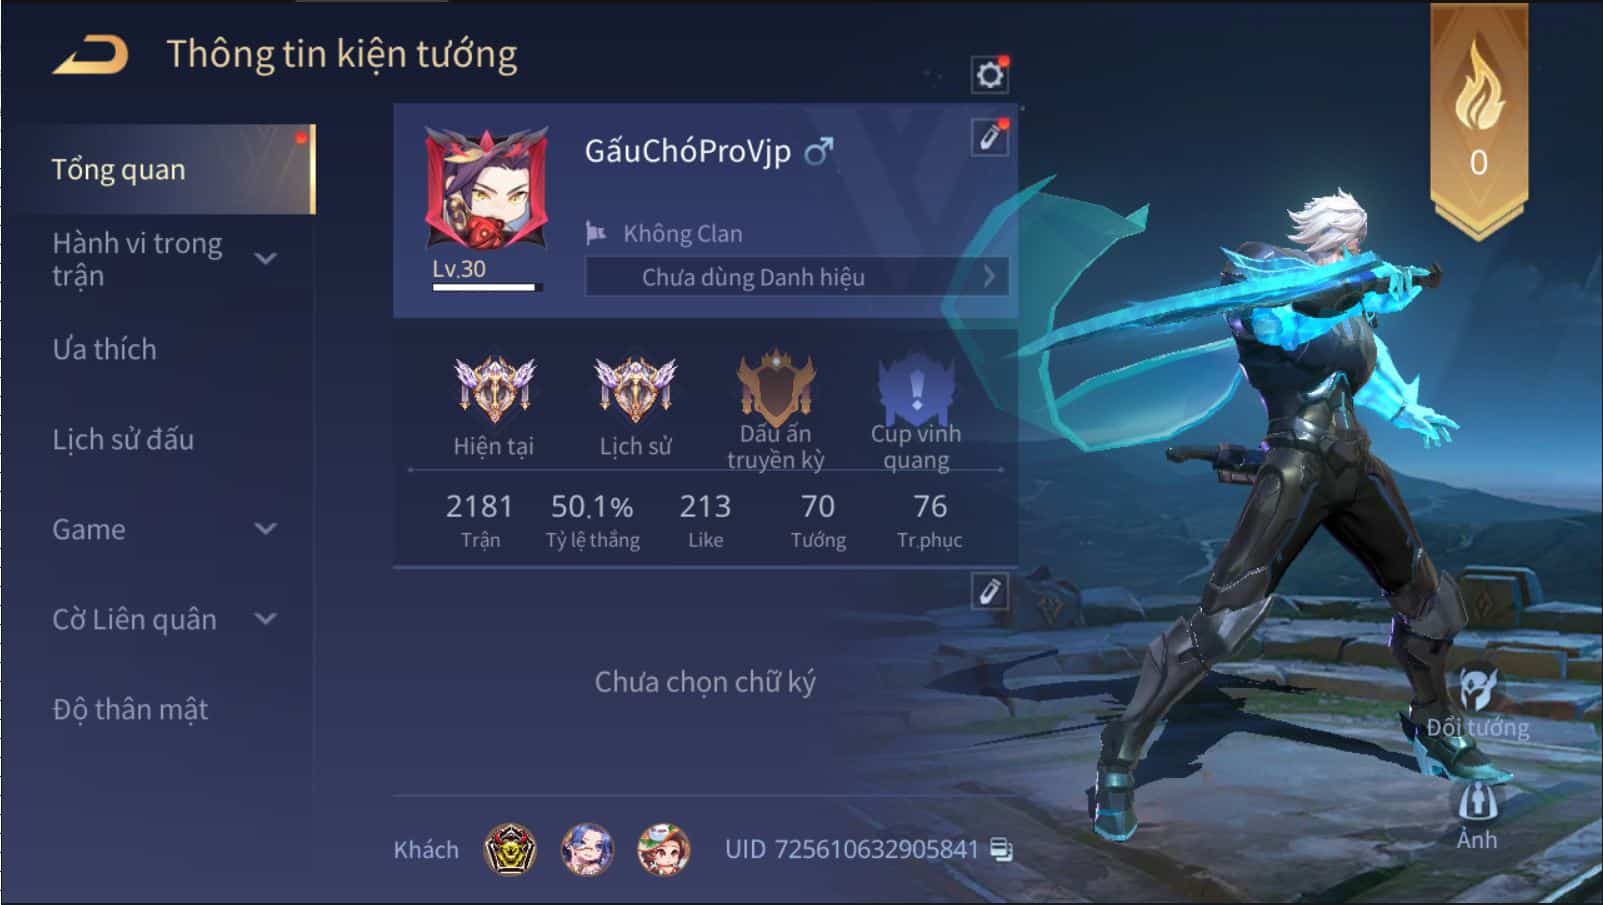 Thông tin kiện tướng
0
Tổng quan
Hành vi trong
trận
Ưa thích
Lịch sử đấu
Game
Cờ Liên quân
Độ thân mật
GấuChóProVjp
Lv.30
Không Clan
Chưa dùng Danh hiệu
Hiện tại
Lịch sử
Dấu ấn
truyền kỳ
Cup vinh
quang
2181 50.1% 213 70 76
Trận Tỷ lệ thắng Like Tướng Tr.phục
Chưa chọn chữ ký
Khách
UID 725610632905841
Đổi tướng
Ảnh